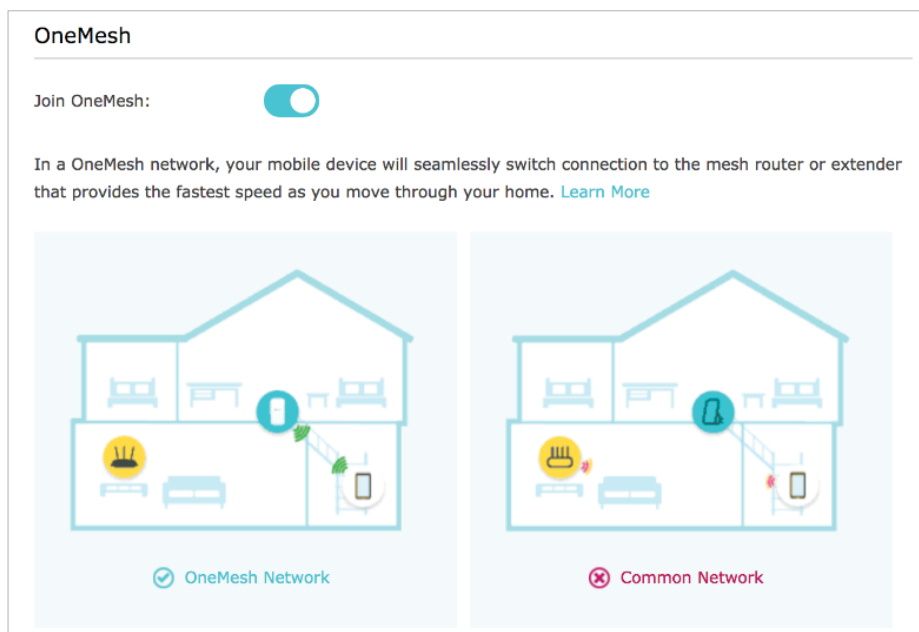 OneMesh
Join OneMesh:
In a OneMesh network, your mobile device will seamlessly switch connection to the mesh router or extender
that provides the fastest speed as you move through your home. Learn More
OneMesh Network
Common Network